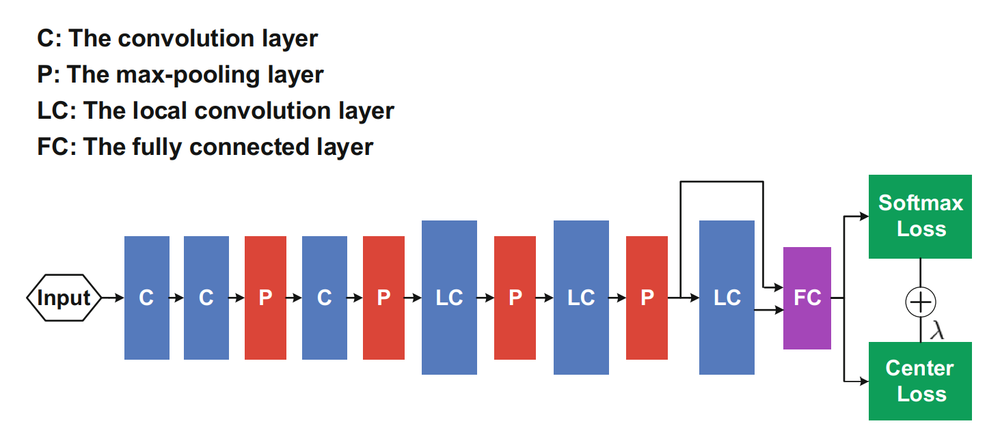 C: The convolution layer
P: The max-pooling layer
LC: The local convolution layer
FC: The fully connected layer
Input
C
C
P
C
P
LC
P
LC
P
LC
FC
Softmax
Loss
+
λ
Center
Loss